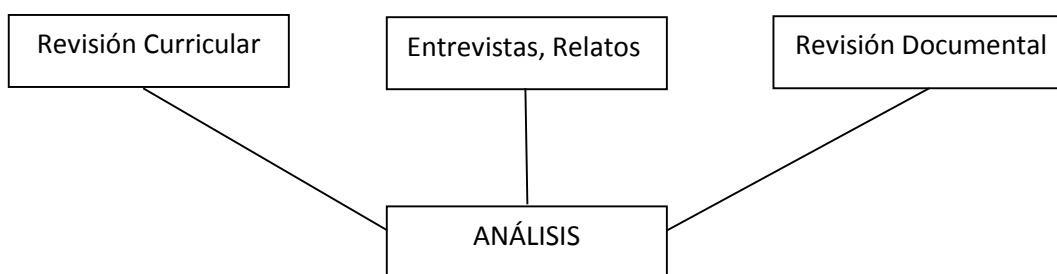 Revisión Curricular
Entrevistas, Relatos
Revisión Documental
ANÁLISIS